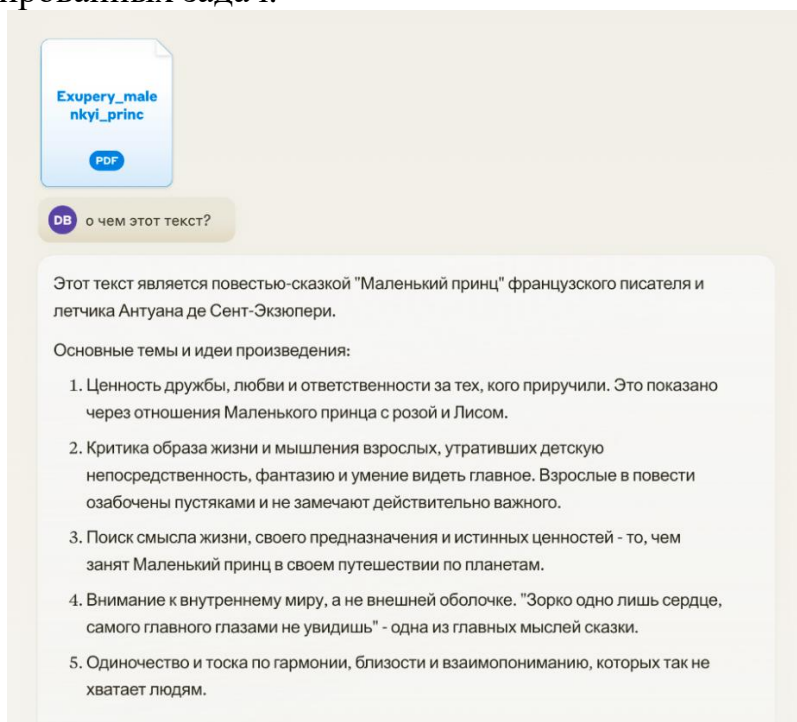 ированных задач.
Exupery_male
nkyi_princ
PDF
DB о чем этот текст?
Этот текст является повестью-сказкой "Маленький принц" французского писателя и
летчика Антуана де Сент-Экзюпери.
Основные темы и идеи произведения:
1. Ценность дружбы, любви и ответственности за тех, кого приручили. Это показано
через отношения Маленького принца с розой и Лисом.
2. Критика образа жизни и мышления взрослых, утративших детскую
непосредственность, фантазию и умение видеть главное. Взрослые в повести
озабочены пустяками и не замечают действительно важного.
3. Поиск смысла жизни, своего предназначения и истинных ценностей - то, чем
занят Маленький принц в своем путешествии по планетам.
4. Внимание к внутреннему миру, а не внешней оболочке. "Зорко одно лишь сердце,
самого главного глазами не увидишь" - одна из главных мыслей сказки.
5. Одиночество и тоска по гармонии, близости и взаимопониманию, которых так не
хватает людям.